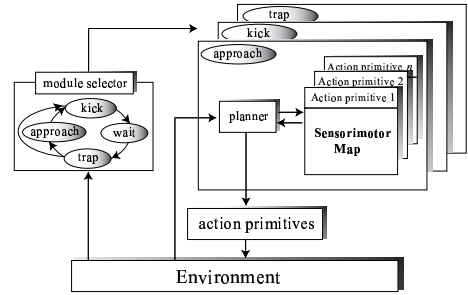 trap
kick
approach
module selector
kick
approach
wait
trap
Action primitive n
Action primitive 2
Action primitive 1
planner
Sensorimotor
Map
action primitives
Environment